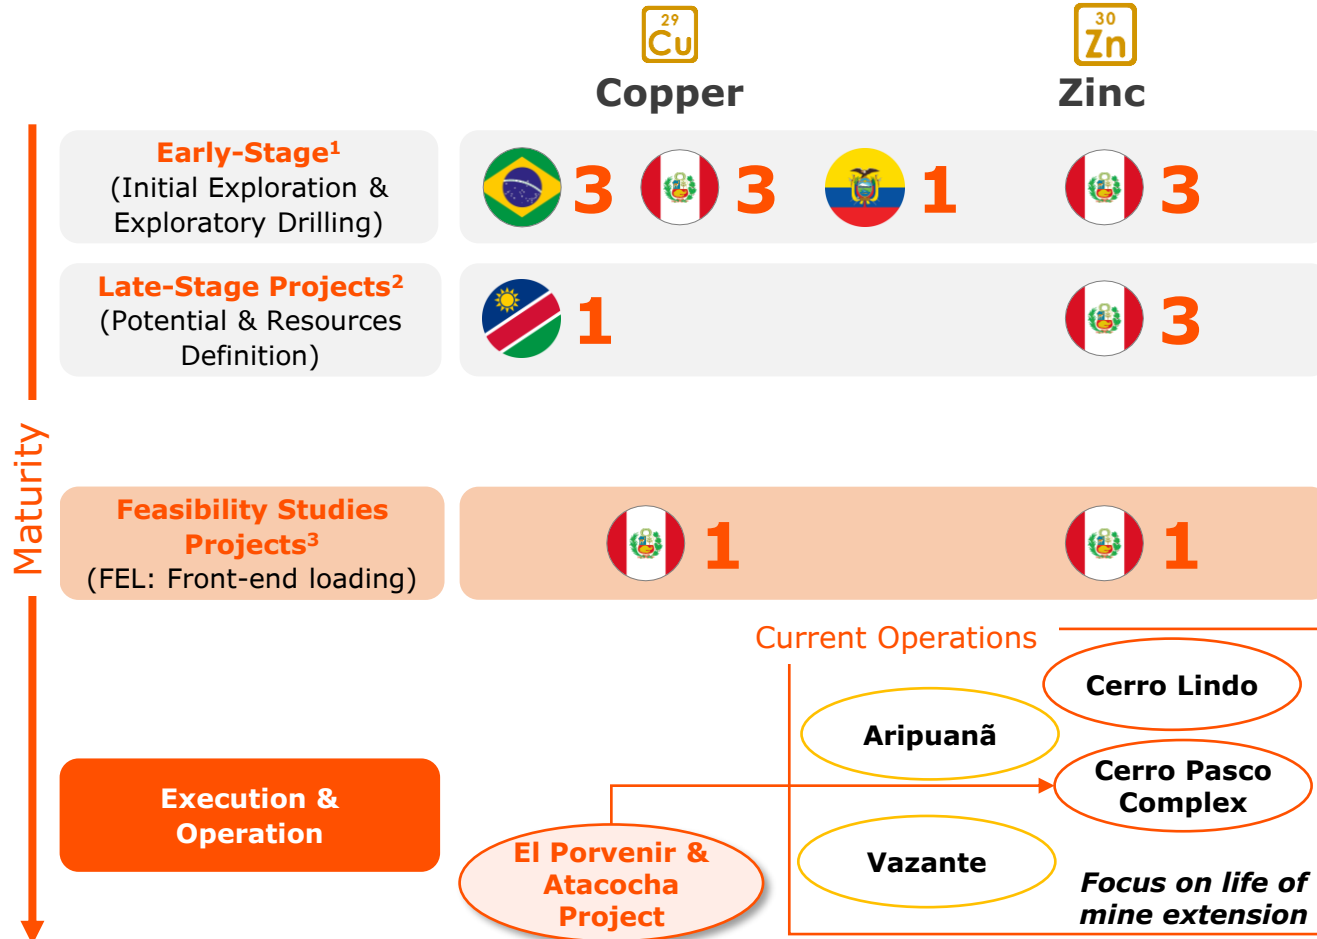 29
Cu
Copper
30
Zn
Zinc
Maturity
Early-Stage¹
(Initial Exploration &
Exploratory Drilling)
3
3
1
3
Late-Stage Projects²
(Potential & Resources
Definition)
1
3
Feasibility Studies
Projects³
(FEL: Front-end loading)
1
1
Execution &
Operation
Current Operations
Cerro Lindo
Aripuanã
Cerro Pasco
Complex
El Porvenir &
Atacocha
Project
Vazante
Focus on life of
mine extension